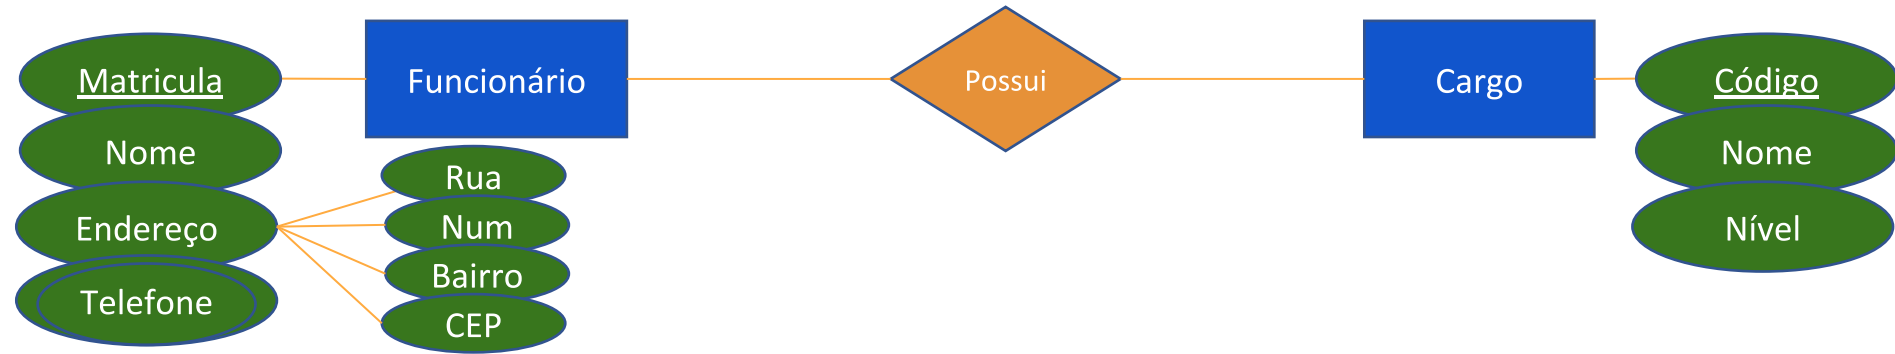 Matricula
Nome
Endereço
Telefone
Funcionário
Rua
Num
Bairro
CEP
Possui
Cargo
Código
Nome
Nível